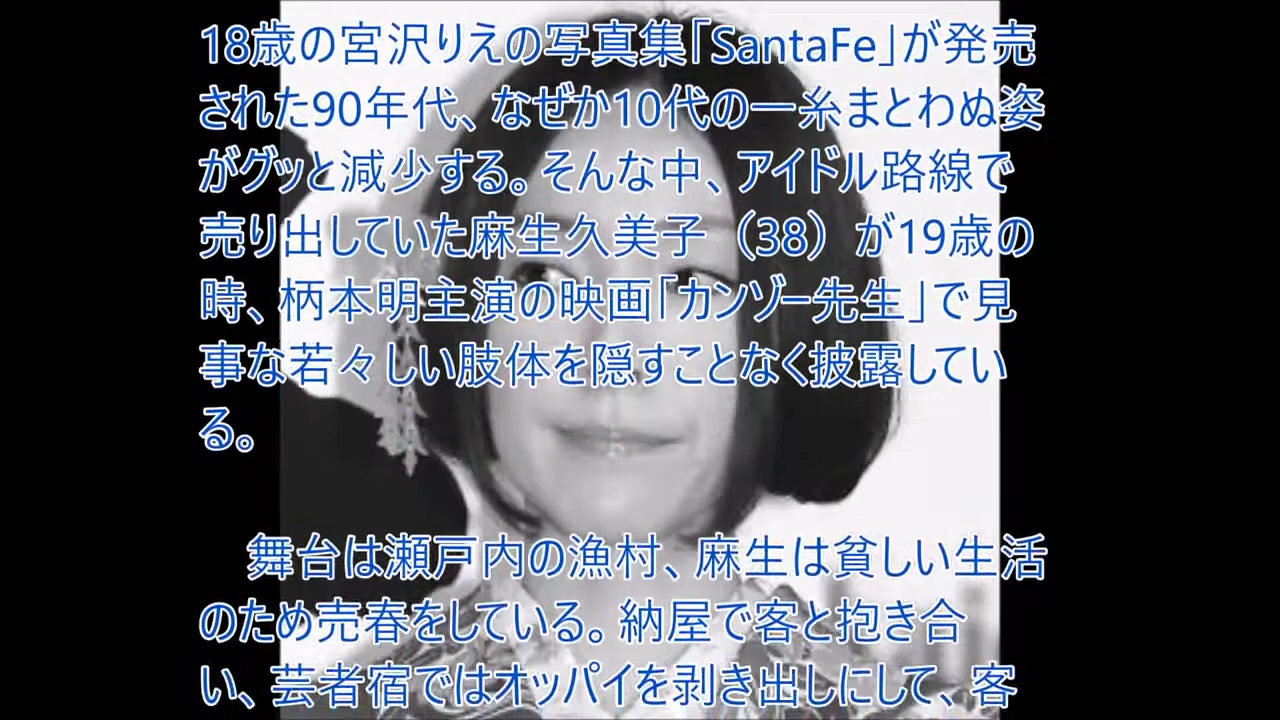 18歳の宮沢りえの写真集｢SantaFe｣が発売
された90年代、なぜか10代の一糸まとわぬ姿
がグッと減少する。そんな中、アイドル路線で
売り出していた麻生久美子（38）が19歳の
時、柄本明主演の映画｢カンゾー先生｣で見
事な若々しい肢体を隠すことなく披露してい
る。
　舞台は瀬戸内の漁村、麻生は貧しい生活
のため売春をしている。納屋で客と抱き合
い、芸者宿ではオッパイを剥き出しにして、客